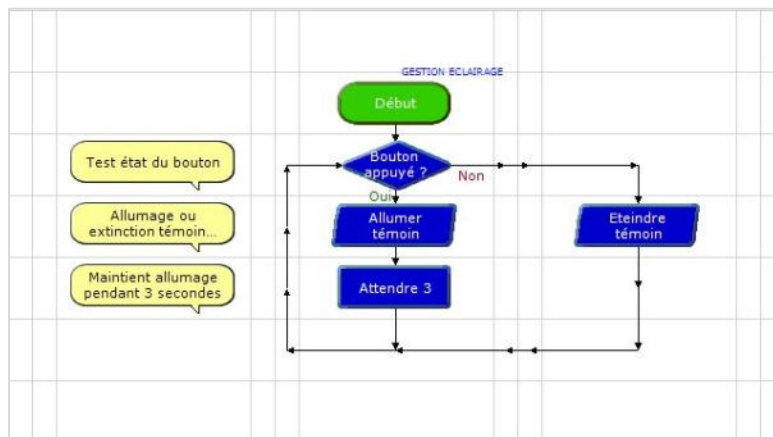 GESTION ECLAIRAGE
Début
Test état du bouton
Bouton
appuyé ?
Non
Oui
Allumage ou
extinction témoin...
Allumer
témoin
Eteindre
témoin
Maintient allumage
pendant 3 secondes
Attendre 3